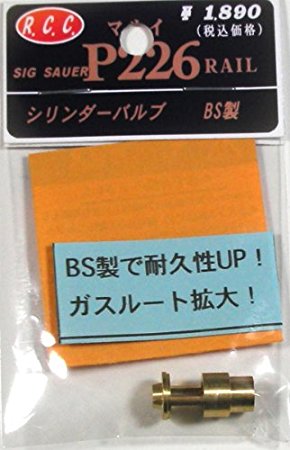 R.C.C.
マルイ
¥ 1,890
(税込価格)
SIG SAUER P226 RAIL
シリンダーバルブ BS製
BS製で耐久性UP！
ガスルート拡大！